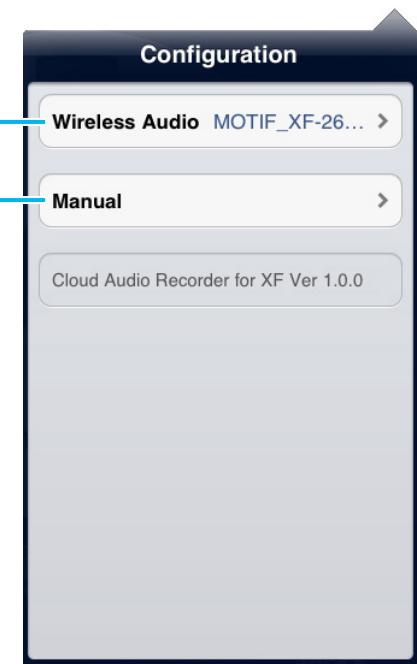 Configuration
Wireless Audio MOTIF_XF-26...
Manual
Cloud Audio Recorder for XF Ver 1.0.0